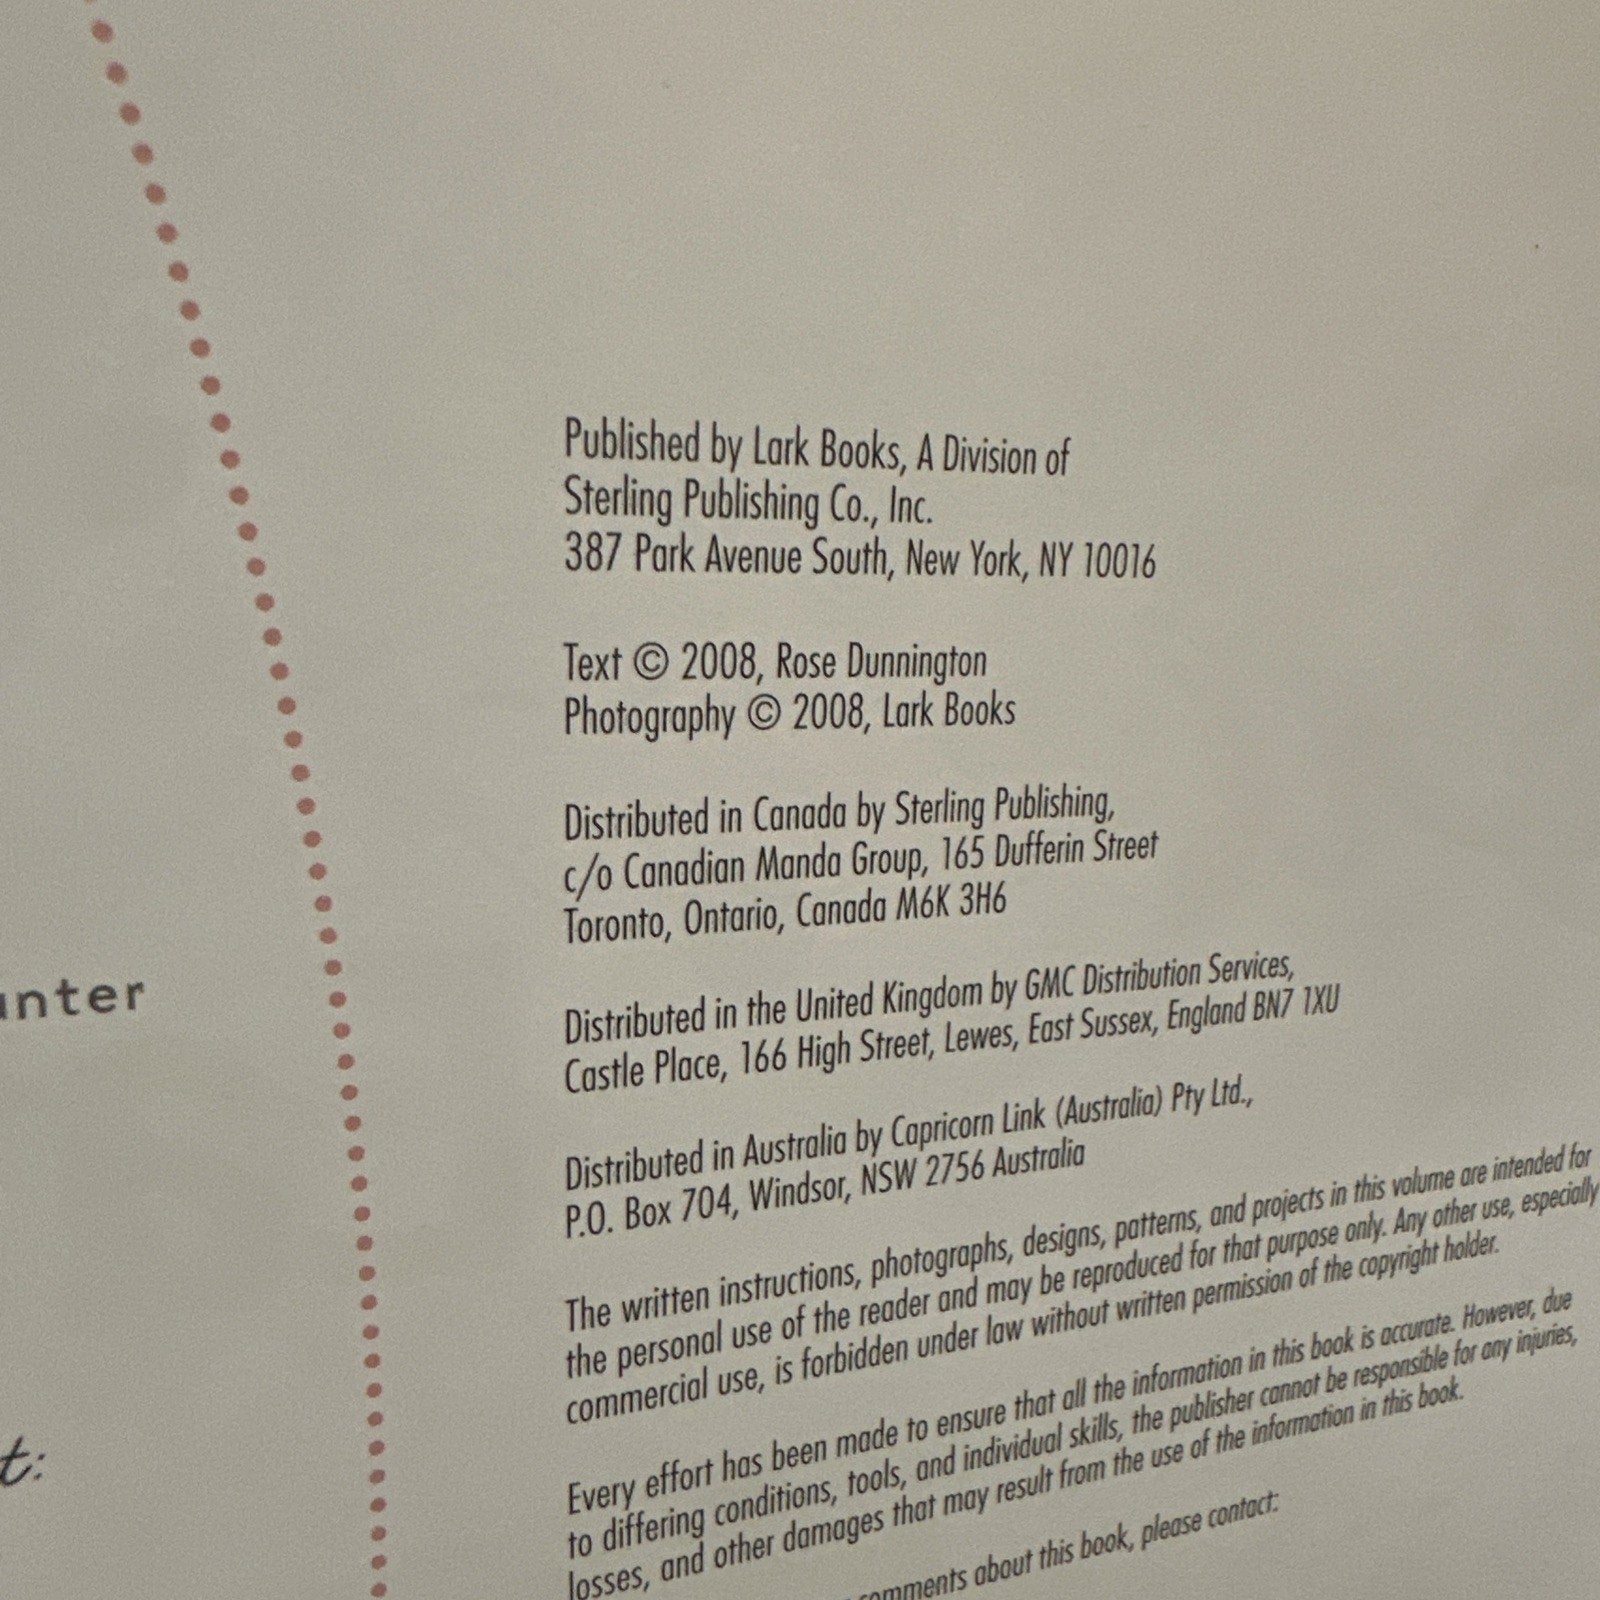 Published by Lark Books, A Division of
Sterling Publishing Co., Inc.
387 Park Avenue South, New York, NY 10016
Text © 2008, Rose Dunnington
Photography © 2008, Lark Books
Distributed in Canada by Sterling Publishing,
c/o Canadian Manda Group, 165 Dufferin Street
Toronto, Ontario, Canada M6K 3H6
Distributed in the United Kingdom by GMC Distribution Services,
Castle Place, 166 High Street, Lewes, East Sussex, England BN7 1XU
Distributed in Australia by Capricorn Link (Australia) Pty Ltd.,
P.O. Box 704, Windsor, NSW 2756 Australia
The written instructions, photographs, designs, patterns, and projects in this volume are intended for
the personal use of the reader and may be reproduced for that purpose only. Any other use, especially
commercial use, is forbidden under law without written permission of the copyright holder.
Every effort has been made to ensure that all the information in this book is accurate. However, due
to differing conditions, tools, and individual skills, the publisher cannot be responsible for any injuries,
losses, and other damages that may result from the use of the information in this book.
comments about this book, please contact: